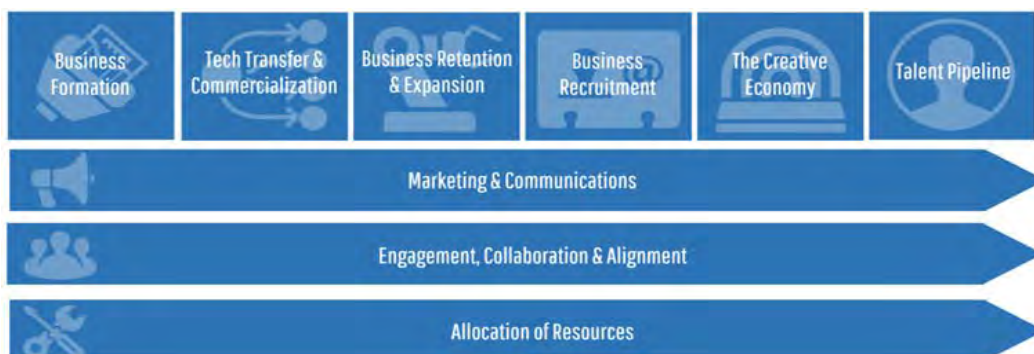 Business
Formation
Tech Transfer &
Commercialization
Business Retention
& Expansion
Business
Recruitment
The Creative
Economy
Talent Pipeline
Marketing & Communications
Engagement, Collaboration & Alignment
Allocation of Resources